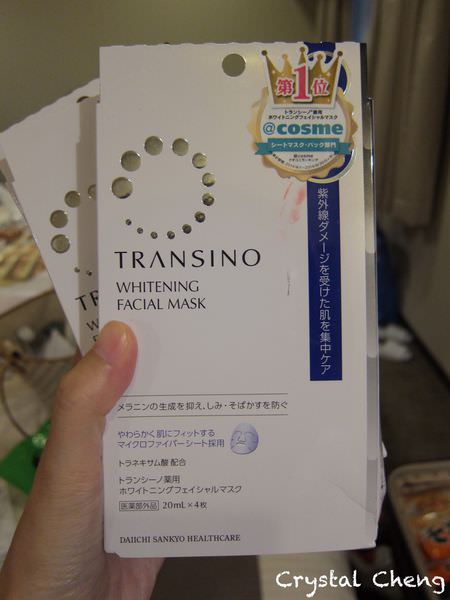 第1位
トランシーノ®薬用
ホワイトニングフェイシャルマスク
@cosme
シートマスク・パック部門
@cosme
紫外線ダメージを受けた肌を集中ケア
TRANSINO
WHITENING
FACIAL MASK
メラニンの生成を抑え、しみ・そばかすを防ぐ
やわらかく肌にフィットする
マイクロファイバーシート採用
トラネキサム酸 配合
トランシーノ薬用
ホワイトニングフェイシャルマスク
医薬部外品 20mL×4枚
DAIICHI SANKYO HEALTHCARE
TRAN
W
Crystal Cheng